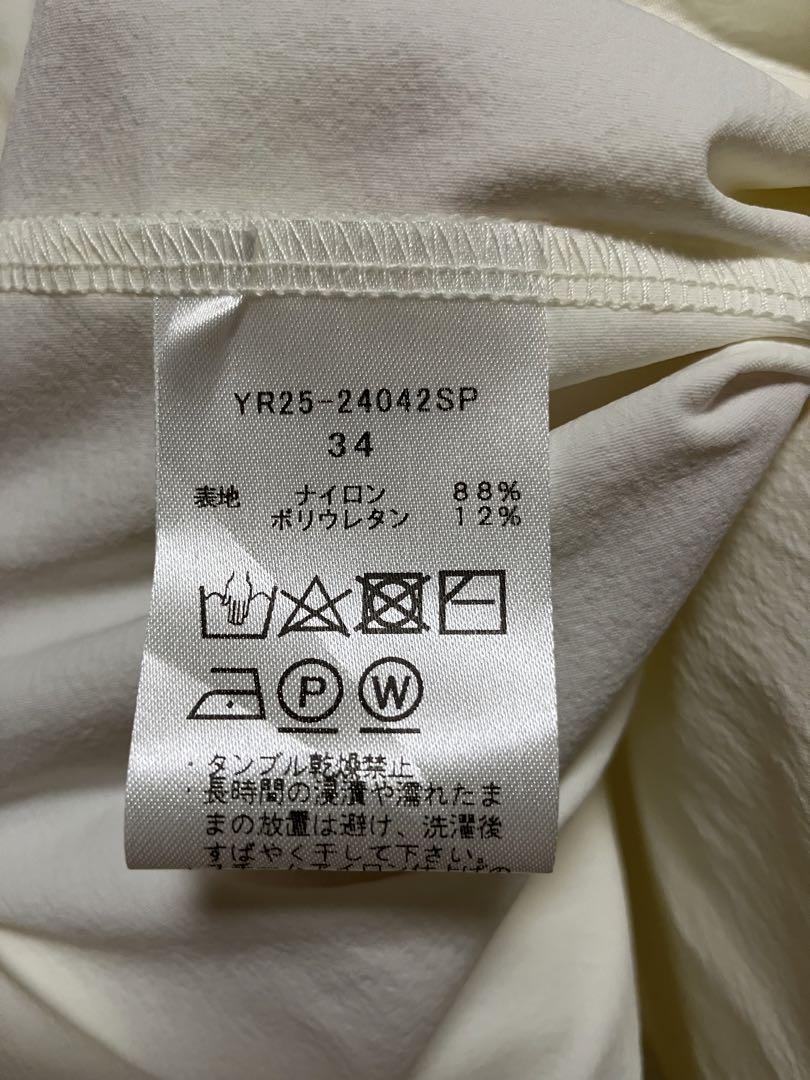 YR25-24042SP
34
表地 ナイロン 88%
ポリウレタン 12%
P W
・タンブル乾燥禁止
・長時間の浸漬や濡れたま
まの放置は避け、洗濯後
すばやく干して下さい。